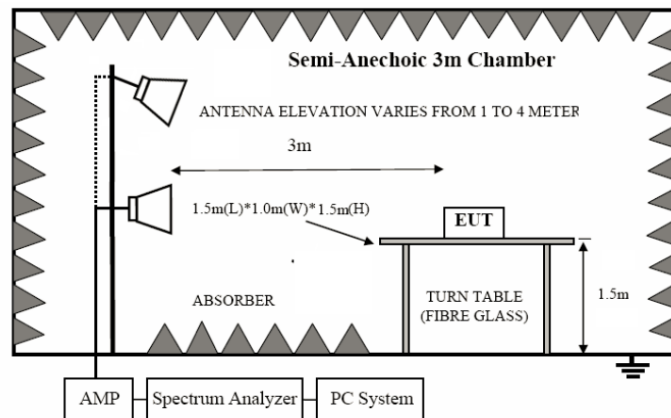 Semi-Anechoic 3m Chamber
ANTENNA ELEVATION VARIES FROM 1 TO 4 METER
3m
1.5m(L)*1.0m(W)*1.5m(H)
EUT
ABSORBER
TURN TABLE
(FIBRE GLASS)
1.5m
AMP
Spectrum Analyzer
PC System